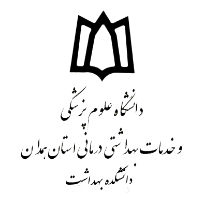 دانشگاه علوم پزشکی
و خدمات بهداشتی درمانی استان همدان
دانشکده بهداشت